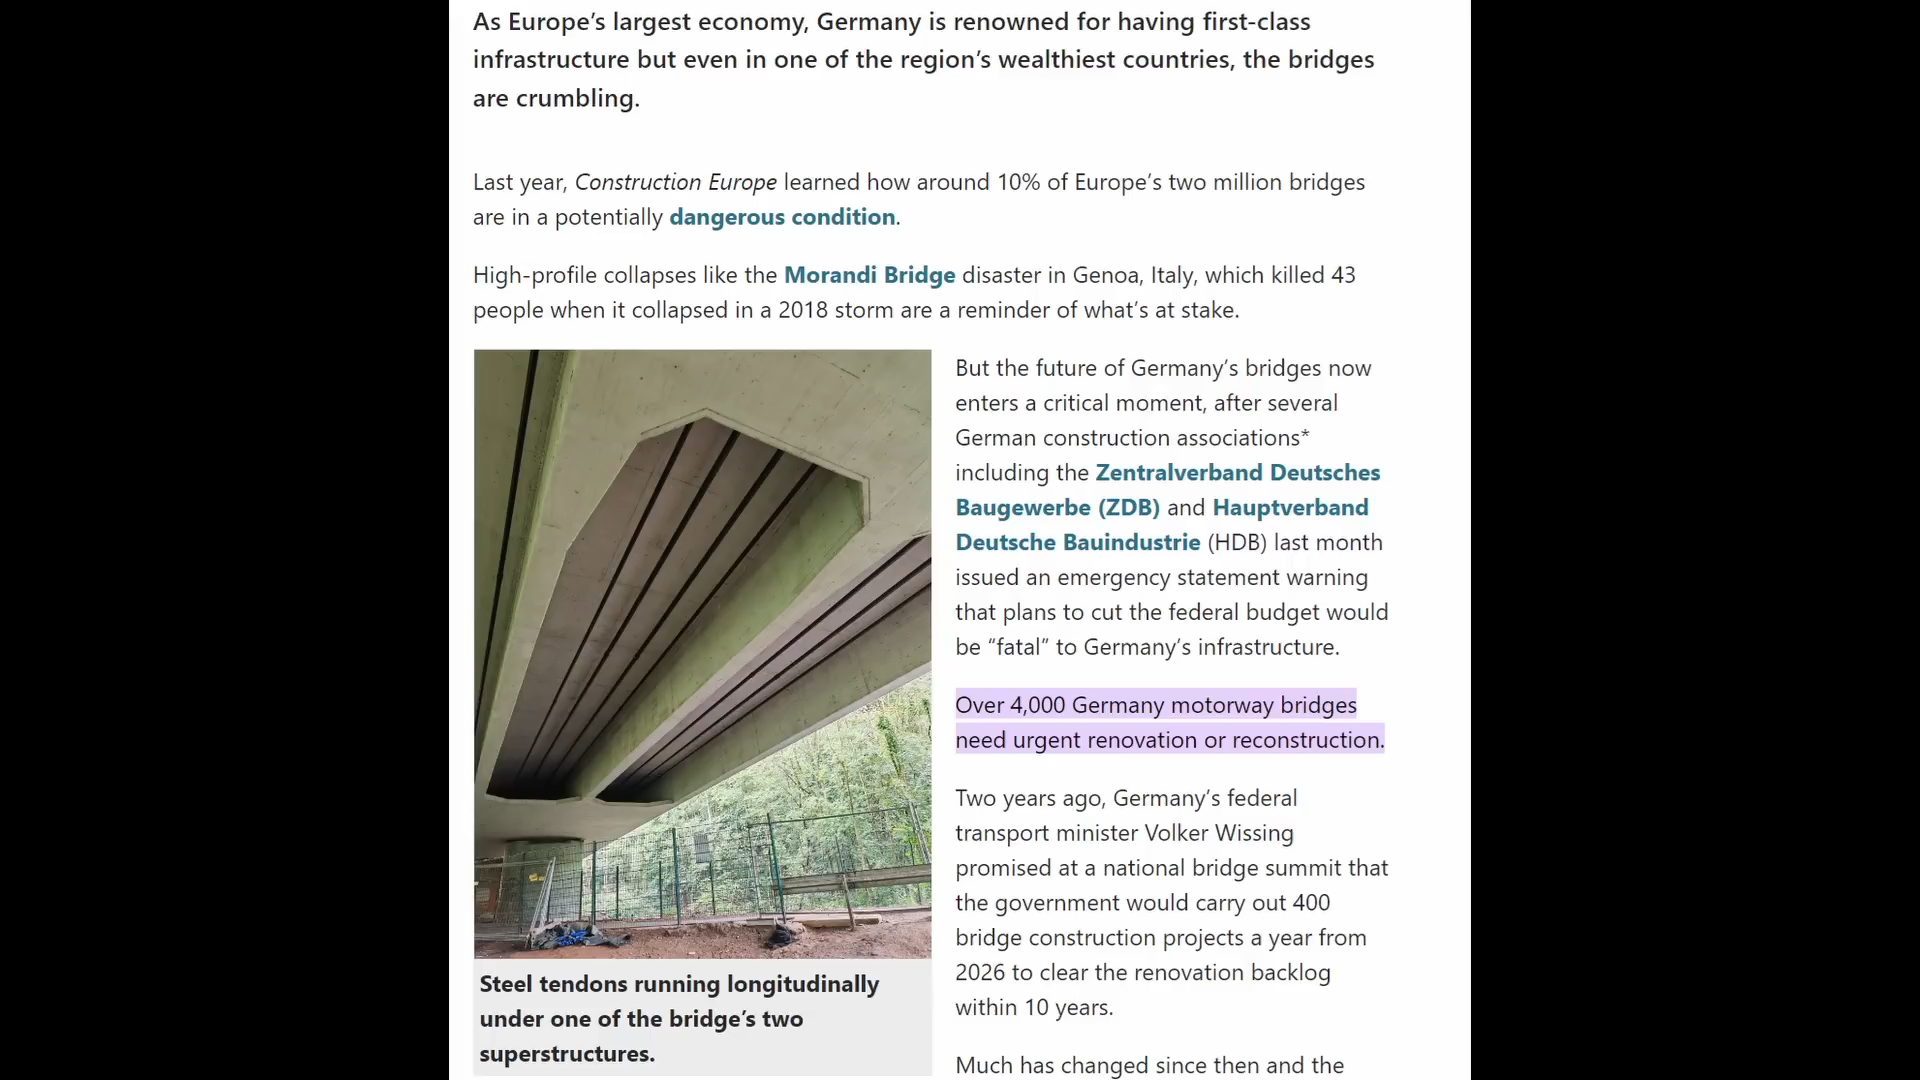 As Europe’s largest economy, Germany is renowned for having first-class
infrastructure but even in one of the region’s wealthiest countries, the bridges
are crumbling.
Last year, Construction Europe learned how around 10% of Europe’s two million bridges
are in a potentially dangerous condition.
High-profile collapses like the Morandi Bridge disaster in Genoa, Italy, which killed 43
people when it collapsed in a 2018 storm are a reminder of what’s at stake.
But the future of Germany’s bridges now
enters a critical moment, after several
German construction associations*
including the Zentralverband Deutsches
Baugewerbe (ZDB) and Hauptverband
Deutsche Bauindustrie (HDB) last month
issued an emergency statement warning
that plans to cut the federal budget would
be “fatal” to Germany’s infrastructure.
Over 4,000 Germany motorway bridges
need urgent renovation or reconstruction.
Two years ago, Germany’s federal
transport minister Volker Wissing
promised at a national bridge summit that
the government would carry out 400
bridge construction projects a year from
2026 to clear the renovation backlog
within 10 years.
Much has changed since then and the
Steel tendons running longitudinally
under one of the bridge’s two
superstructures.